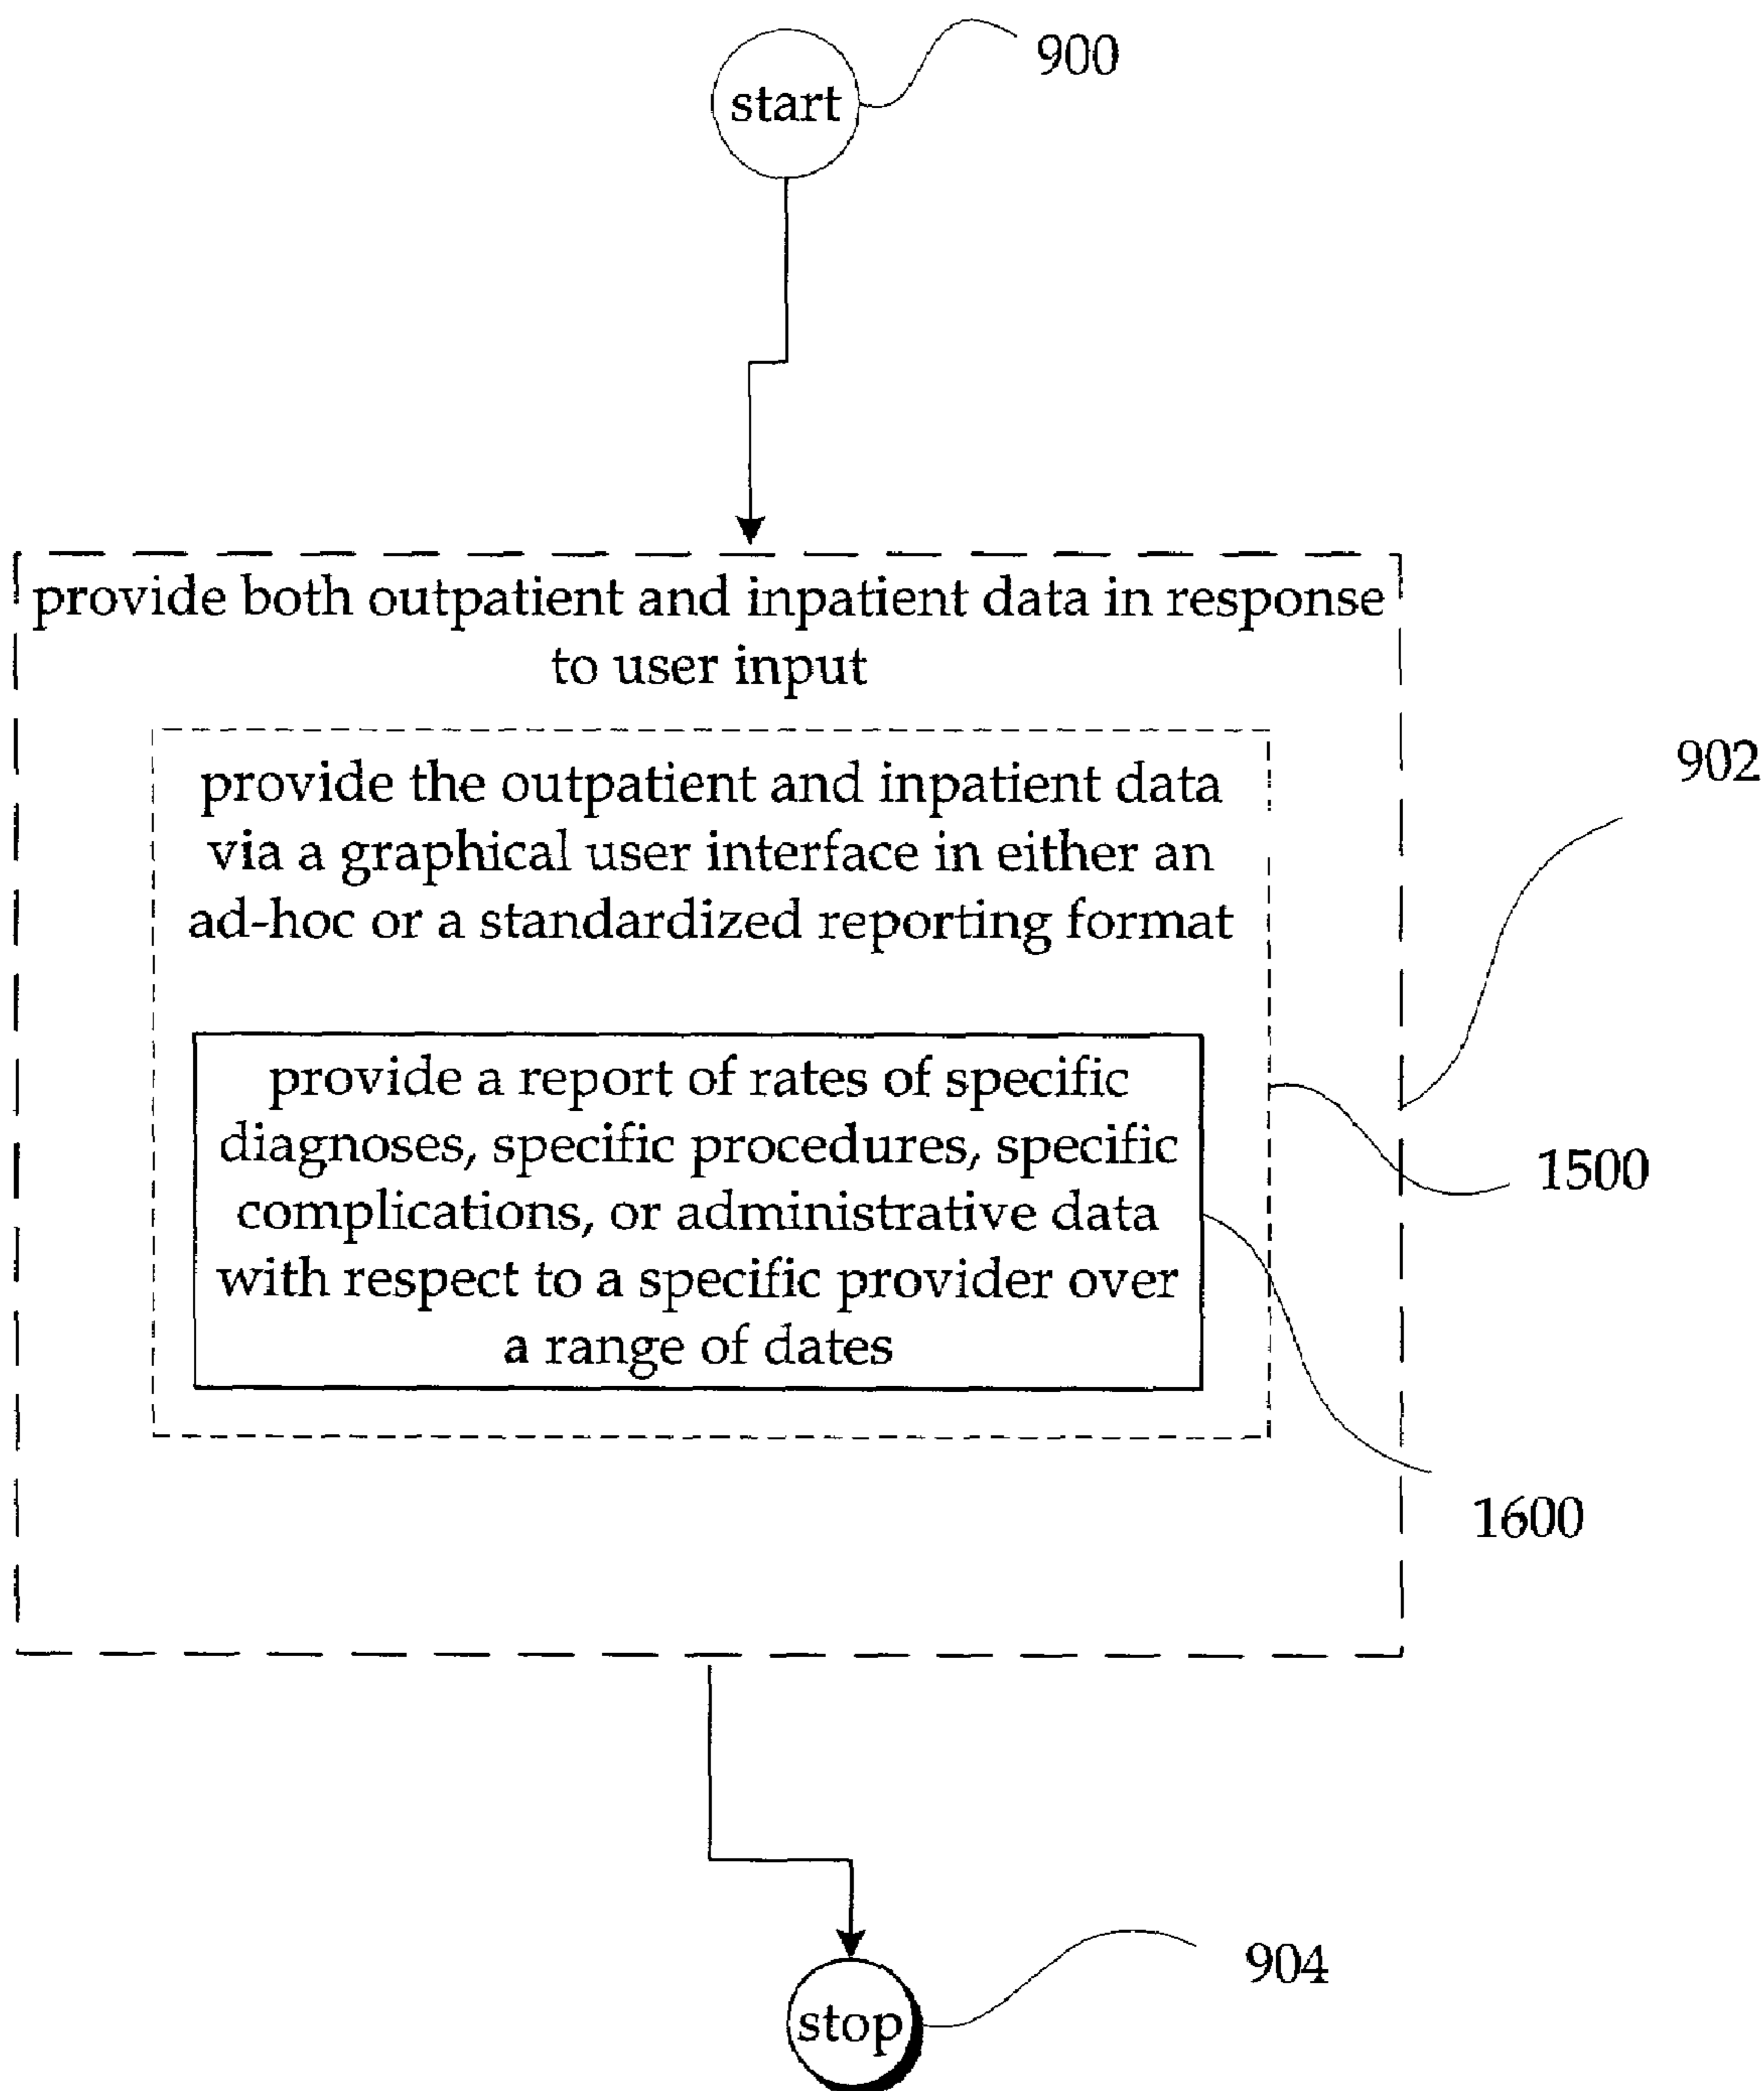 900
start
provide both outpatient and inpatient data in response
to user input
902
provide the outpatient and inpatient data
via a graphical user interface in either an
ad-hoc or a standardized reporting format
provide a report of rates of specific
diagnoses, specific procedures, specific
complications, or administrative data
with respect to a specific provider over
a range of dates
1500
1600
904
stop